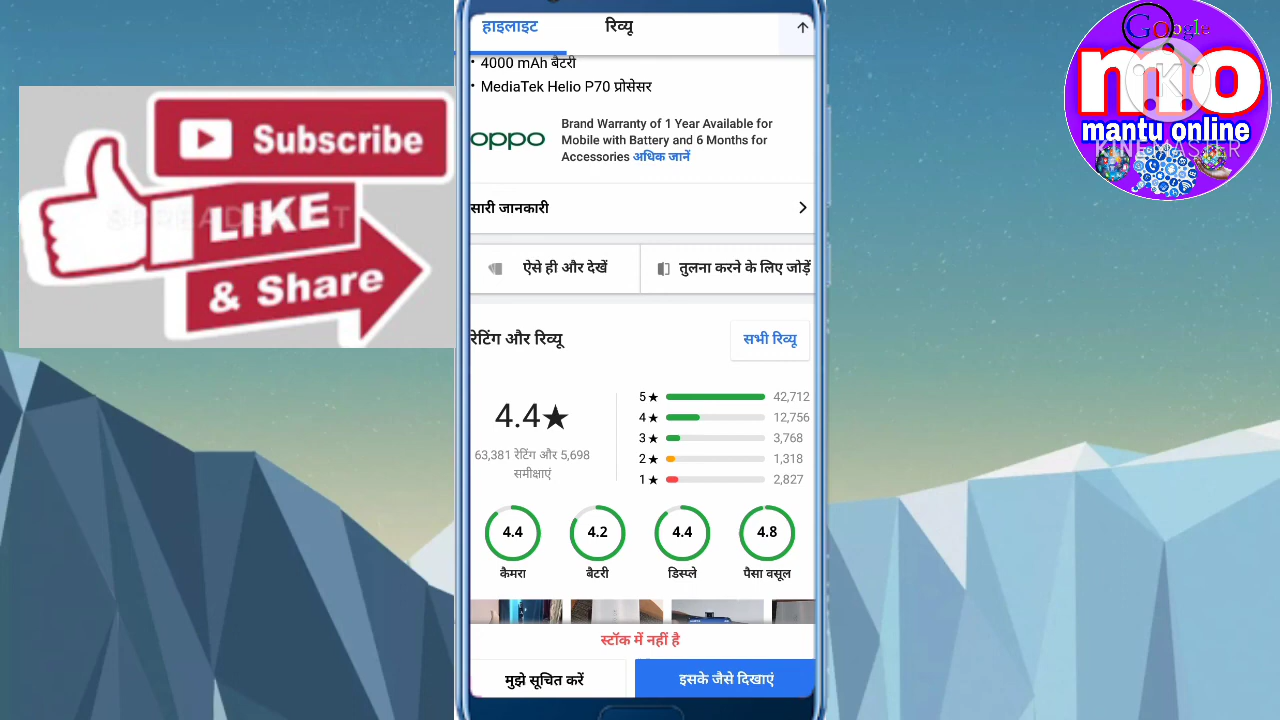 हाइलाइट रिव्यू
• 4000 mAh बैटरी
• MediaTek Helio P70 प्रोसेसर
oppo
Brand Warranty of 1 Year Available for
Mobile with Battery and 6 Months for
Accessories अधिक जानें
सारी जानकारी
ऐसे ही और देखें
तुलना करने के लिए जोड़ें
रेटिंग और रिव्यू
सभी रिव्यू
4.4★
63,381 रेटिंग और 5,698
समीक्षाएं
5★ 42,712
4★ 12,756
3★ 3,768
2★ 1,318
1★ 2,827
4.4 4.2 4.4 4.8
कैमरा बैटरी डिस्प्ले पैसा वसूल
स्टॉक में नहीं है
मुझे सूचित करें
इसके जैसे दिखाएं
Subscribe
LIKE
& Share
Google
mo
K
mantu online
KINEMASTER